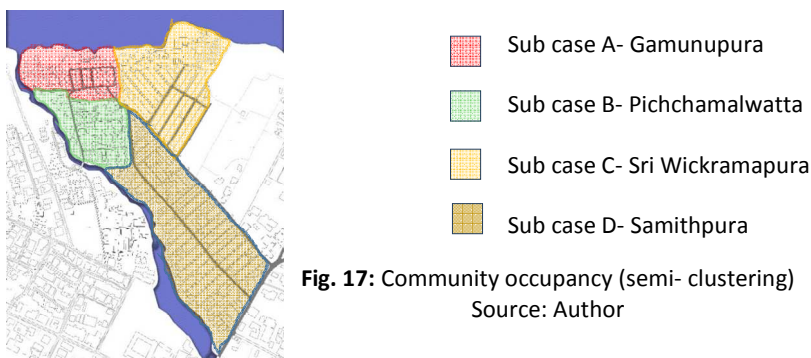 Sub case A- Gamunupura
Sub case B- Pichchamalwatta
Sub case C- Sri Wickramapura
Sub case D- Samithpura
Fig. 17: Community occupancy (semi- clustering)
Source: Author